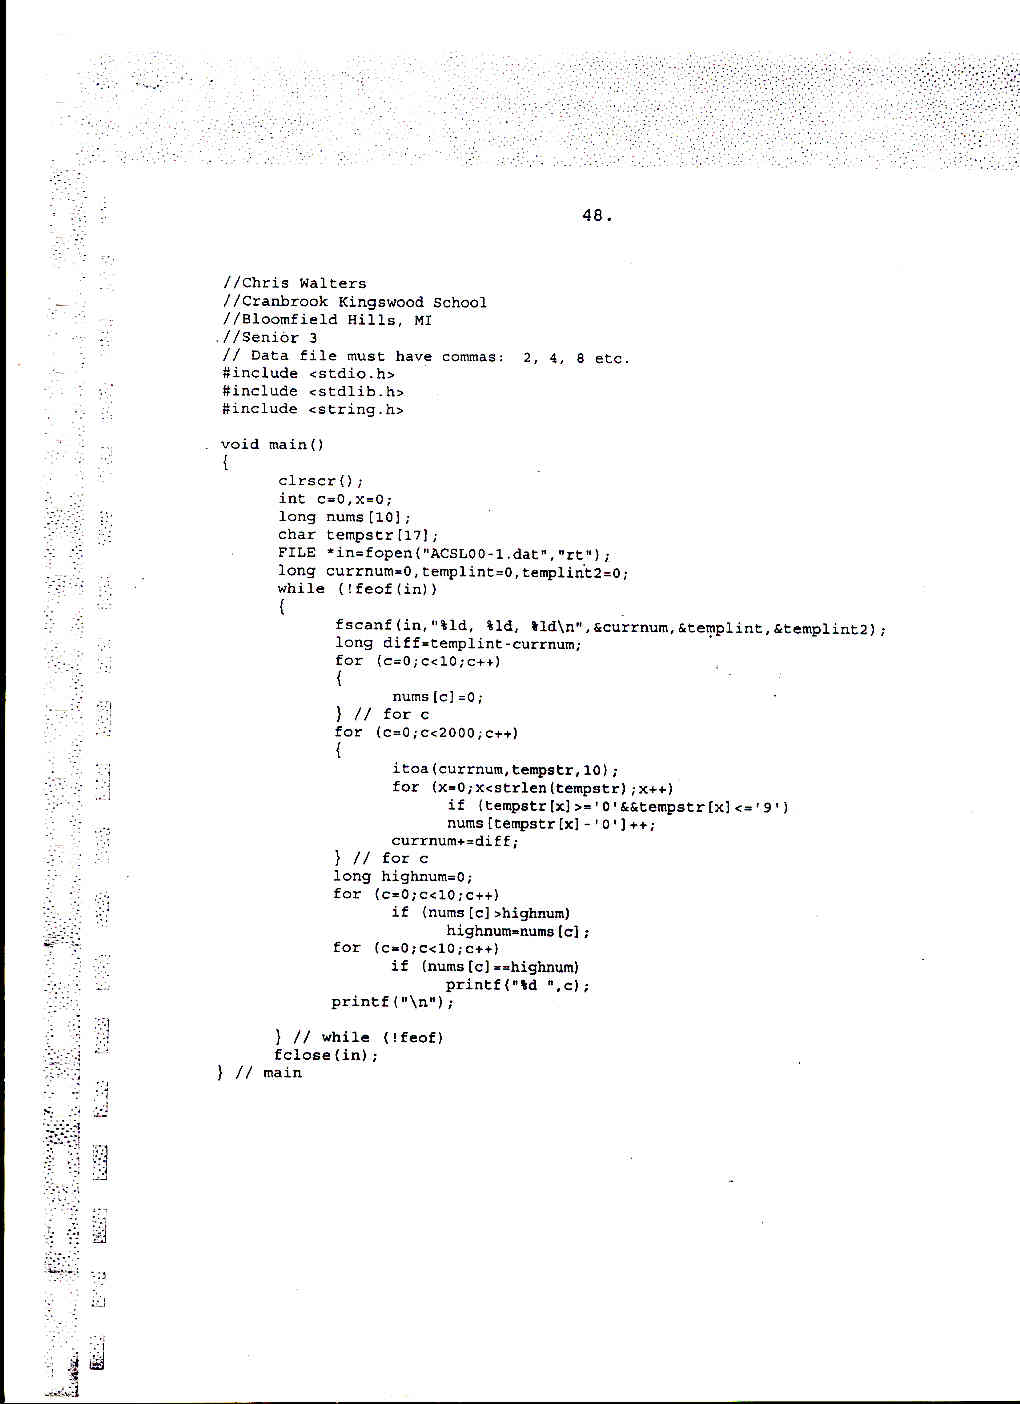 48.
//Chris Walters
//Cranbrook Kingswood School
//Bloomfield Hills, MI
//Senior 3
// Data file must have commas:  2, 4, 8 etc.
#include <stdio.h>
#include <stdlib.h>
#include <string.h>
void main()
{
clrscr();
int c=0,x=0;
long nums[10];
char tempstr[17];
FILE *in=fopen("ACSL00-1.dat","rt");
long currnum=0,templint=0,templint2=0;
while (!feof(in))
{
fscanf(in,"%ld, %ld, %ld\n",&currnum,&templint,&templint2);
long diff=templint-currnum;
for (c=0;c<10;c++)
{
nums[c]=0;
} // for c
for (c=0;c<2000;c++)
{
itoa(currnum,tempstr,10);
for (x=0;x<strlen(tempstr);x++)
if (tempstr[x]>='0'&&tempstr[x]<='9')
nums[tempstr[x]-'0']++;
currnum+=diff;
} // for c
long highnum=0;
for (c=0;c<10;c++)
if (nums[c]>highnum)
highnum=nums[c];
for (c=0;c<10;c++)
if (nums[c]==highnum)
printf("%d ",c);
printf("\n");
} // while (!feof)
fclose(in);
} // main